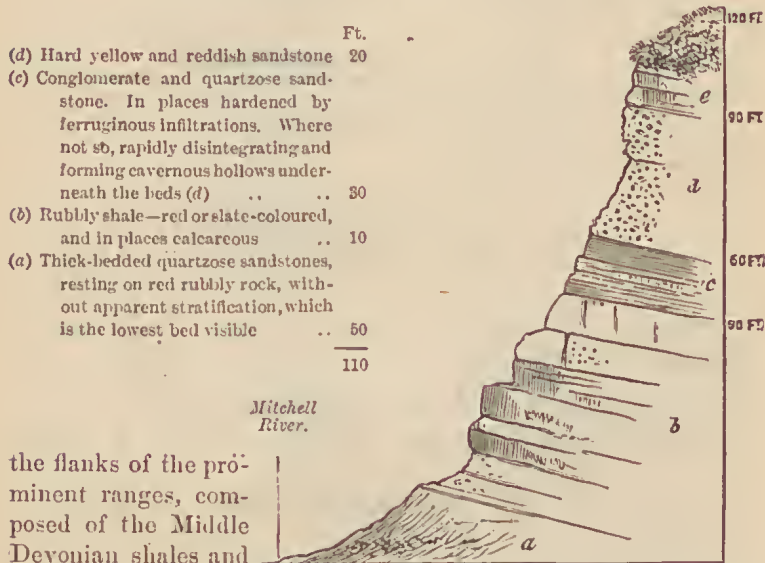 Ft.
(d) Hard yellow and reddish sandstone 20
(c) Conglomerate and quartzose sand-
stone. In places hardened by
ferruginous infiltrations. Where
not so, rapidly disintegrating and
forming cavernous hollows under-
neath the beds (d) .. .. 30
(b) Rubbly shale—red or slate-coloured,
and in places calcareous .. 10
(a) Thick-bedded quartzose sandstones,
resting on red rubbly rock, with-
out apparent stratification, which
is the lowest bed visible .. 50
110
Mitchell
River.
the flanks of the pro-
minent ranges, com-
posed of the Middle
Devonian shales and
120 FT
e
90 FT
d
60 FT
c
90 FT
b
a